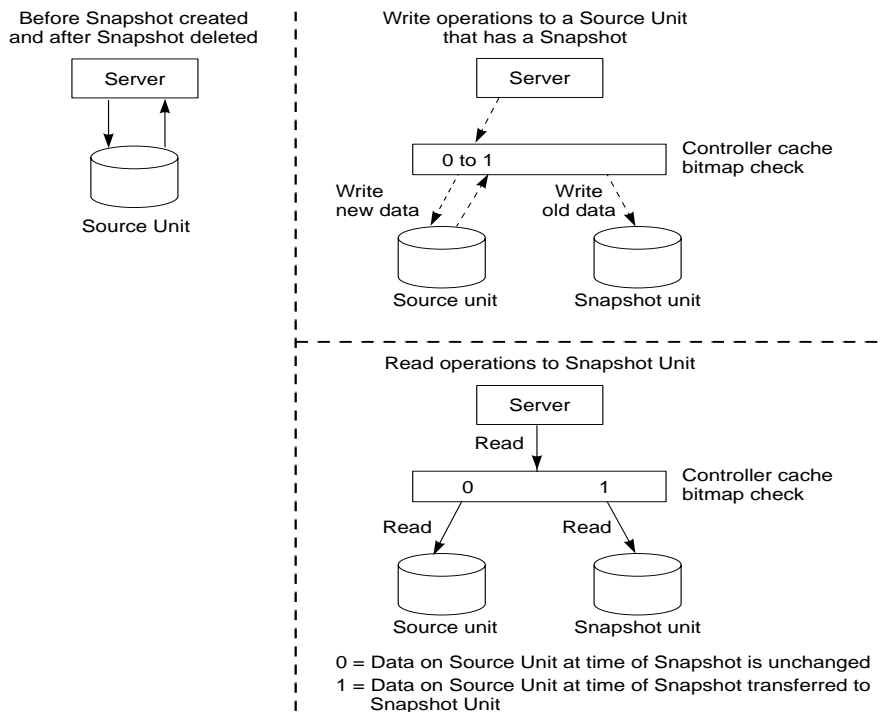 Before Snapshot created
and after Snapshot deleted
Server
Source Unit
Write operations to a Source Unit
that has a Snapshot
Server
0 to 1
Controller cache
bitmap check
Write
new data
Write
old data
Source unit
Snapshot unit
Read operations to Snapshot Unit
Server
Read
0
1
Controller cache
bitmap check
Read
Read
Source unit
Snapshot unit
0 = Data on Source Unit at time of Snapshot is unchanged
1 = Data on Source Unit at time of Snapshot transferred to
Snapshot Unit